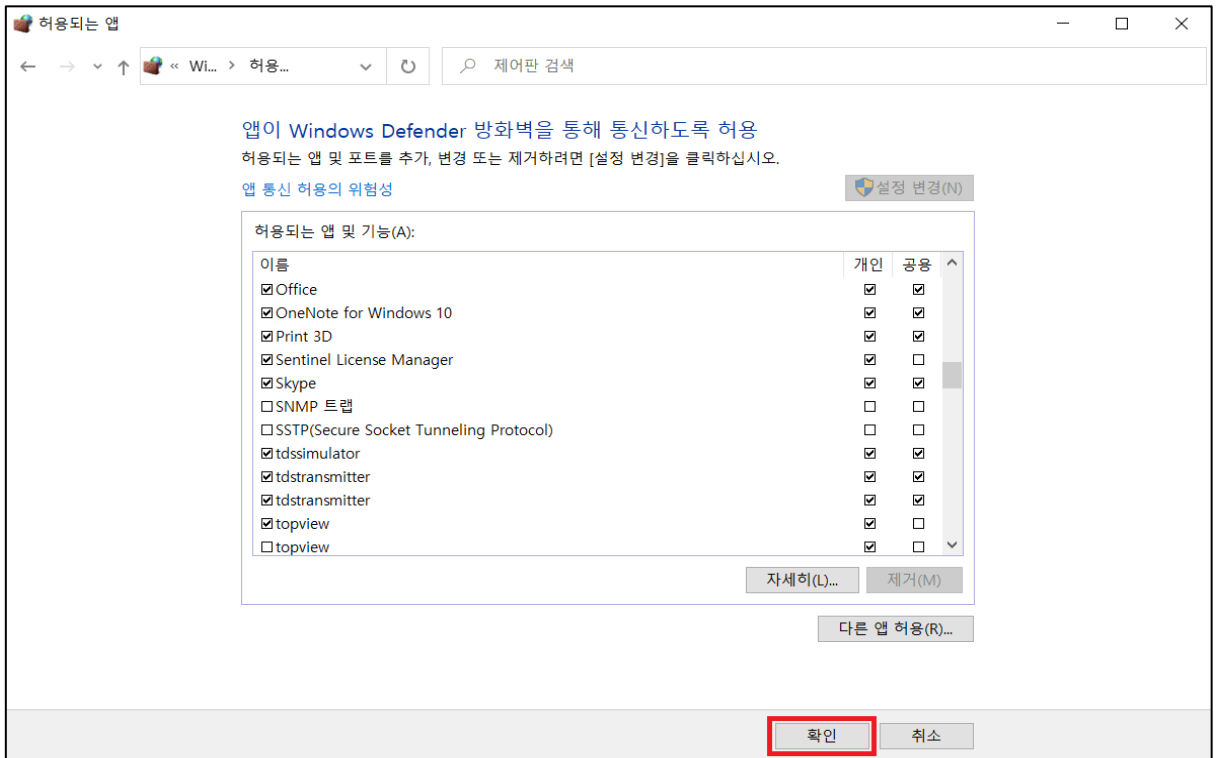 허용되는 앱
« Wi... > 허용...
제어판 검색
앱이 Windows Defender 방화벽을 통해 통신하도록 허용
허용되는 앱 및 포트를 추가, 변경 또는 제거하려면 [설정 변경]을 클릭하십시오.
앱 통신 허용의 위험성
설정 변경(N)
허용되는 앱 및 기능(A):
이름 개인 공용
Office
OneNote for Windows 10
Print 3D
Sentinel License Manager
Skype
SNMP 트랩
SSTP(Secure Socket Tunneling Protocol)
tdssimulator
tdstransmitter
tdstransmitter
topview
topview
자세히(L)... 제거(M)
다른 앱 허용(R)...
확인 취소